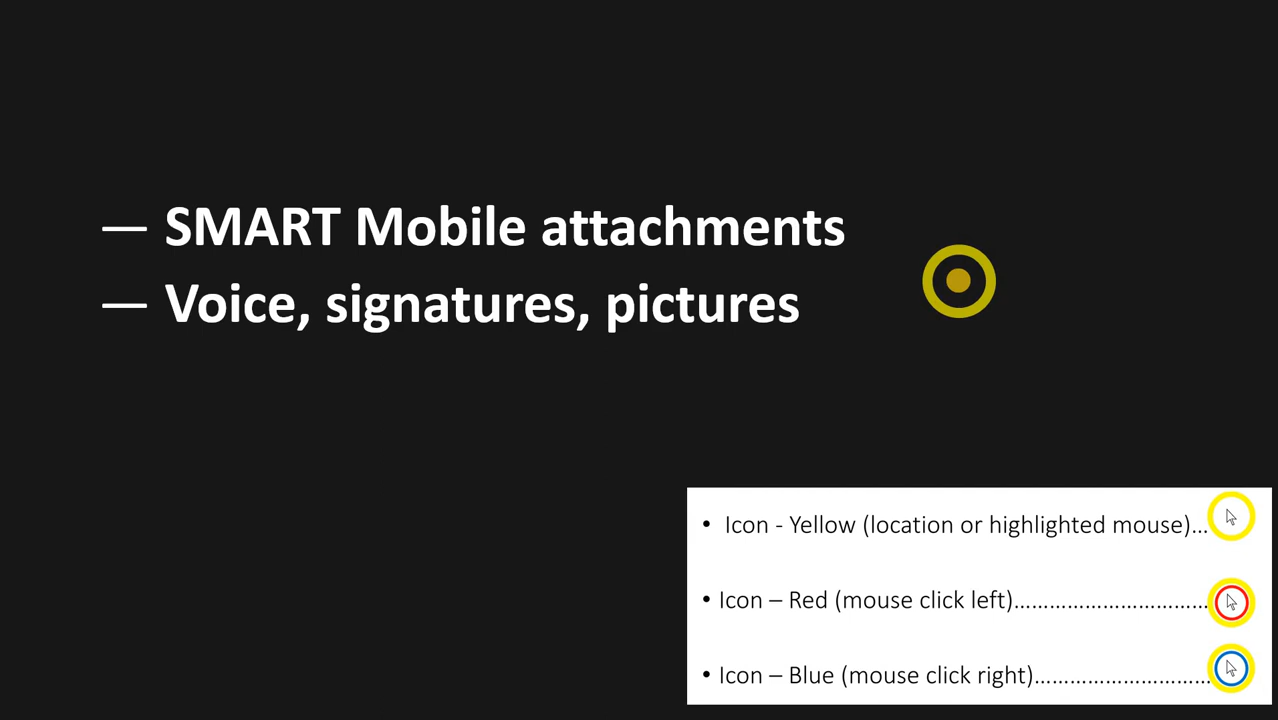 — SMART Mobile attachments
— Voice, signatures, pictures
• Icon - Yellow (location or highlighted mouse)...
• Icon – Red (mouse click left)....................................
• Icon – Blue (mouse click right)................................